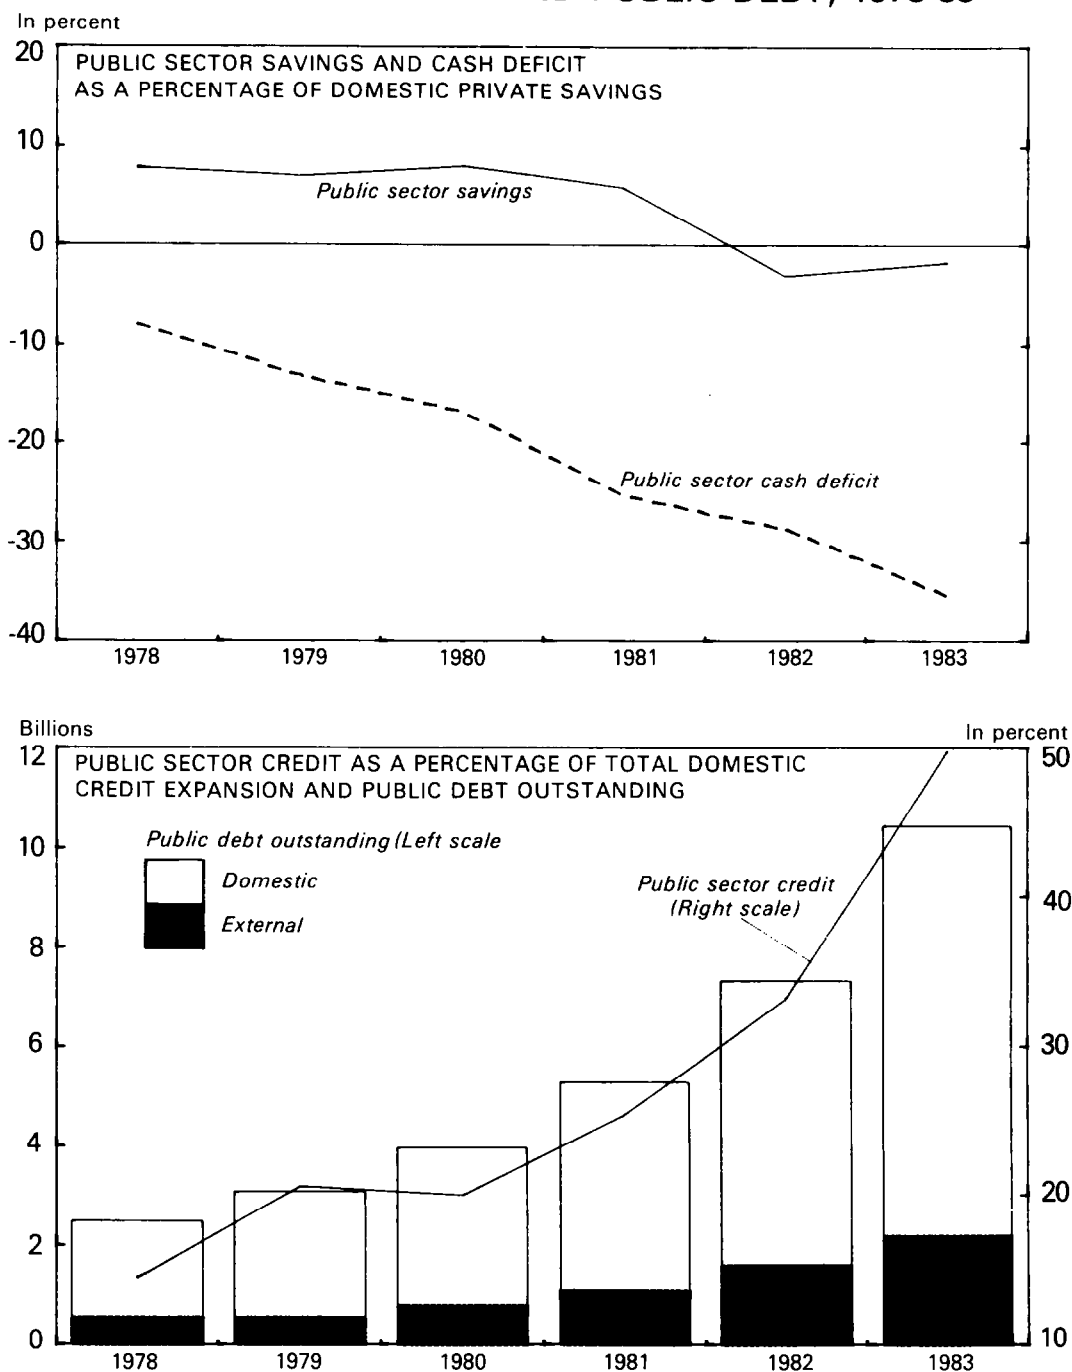 In percent
20
PUBLIC SECTOR SAVINGS AND CASH DEFICIT
AS A PERCENTAGE OF DOMESTIC PRIVATE SAVINGS
10
Public sector savings
0
-10
-20
Public sector cash deficit
-30
-40
1978 1979 1980 1981 1982 1983
Billions
In percent
12
50
PUBLIC SECTOR CREDIT AS A PERCENTAGE OF TOTAL DOMESTIC
CREDIT EXPANSION AND PUBLIC DEBT OUTSTANDING
Public debt outstanding (Left scale
10
Domestic
Public sector credit
(Right scale)
40
External
8
6
30
4
20
2
0
10
1978 1979 1980 1981 1982 1983